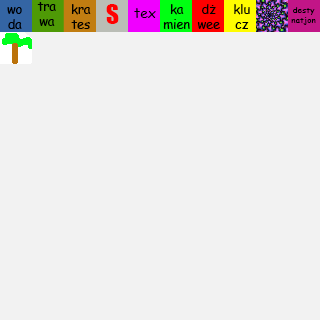 wo
da
tra
wa
kra
tes
S
tex
ka
mien
dż
wee
klu
cz
desty
natjon